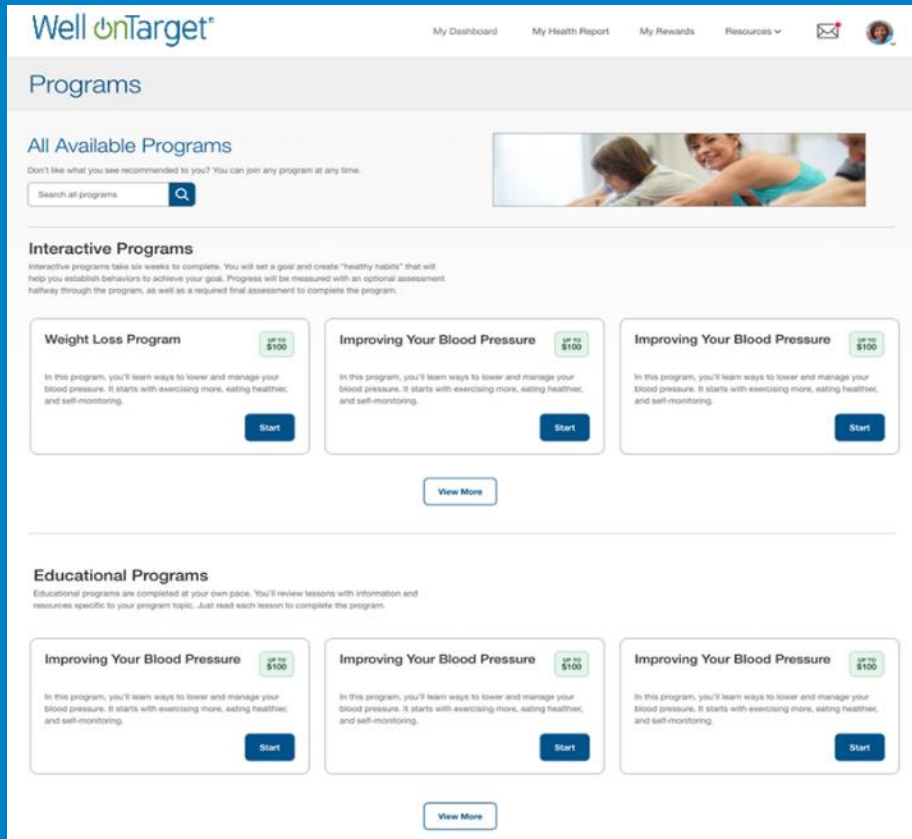 Well onTarget®
My Dashboard My Health Report My Rewards Resources
Programs
All Available Programs
Don't like what you see recommended to you? You can join any program at any time.
Search all programs
Interactive Programs
Interactive programs take six weeks to complete. You will set a goal and create "healthy habits" that will
help you establish behaviors to achieve your goal. Progress will be measured with an optional assessment
halfway through the program, as well as a required final assessment to complete the program.
Weight Loss Program
UP TO
$100
In this program, you'll learn ways to lower and manage your
blood pressure. It starts with exercising more, eating healthier,
and self-monitoring.
Start
Improving Your Blood Pressure
UP TO
$100
In this program, you'll learn ways to lower and manage your
blood pressure. It starts with exercising more, eating healthier,
and self-monitoring.
Start
Improving Your Blood Pressure
UP TO
$100
In this program, you'll learn ways to lower and manage your
blood pressure. It starts with exercising more, eating healthier,
and self-monitoring.
Start
View More
Educational Programs
Educational programs are completed at your own pace. You'll review lessons with information and
resources specific to your program topic. Just read each lesson to complete the program.
Improving Your Blood Pressure
UP TO
$100
In this program, you'll learn ways to lower and manage your
blood pressure. It starts with exercising more, eating healthier,
and self-monitoring.
Start
Improving Your Blood Pressure
UP TO
$100
In this program, you'll learn ways to lower and manage your
blood pressure. It starts with exercising more, eating healthier,
and self-monitoring.
Start
Improving Your Blood Pressure
UP TO
$100
In this program, you'll learn ways to lower and manage your
blood pressure. It starts with exercising more, eating healthier,
and self-monitoring.
Start
View More